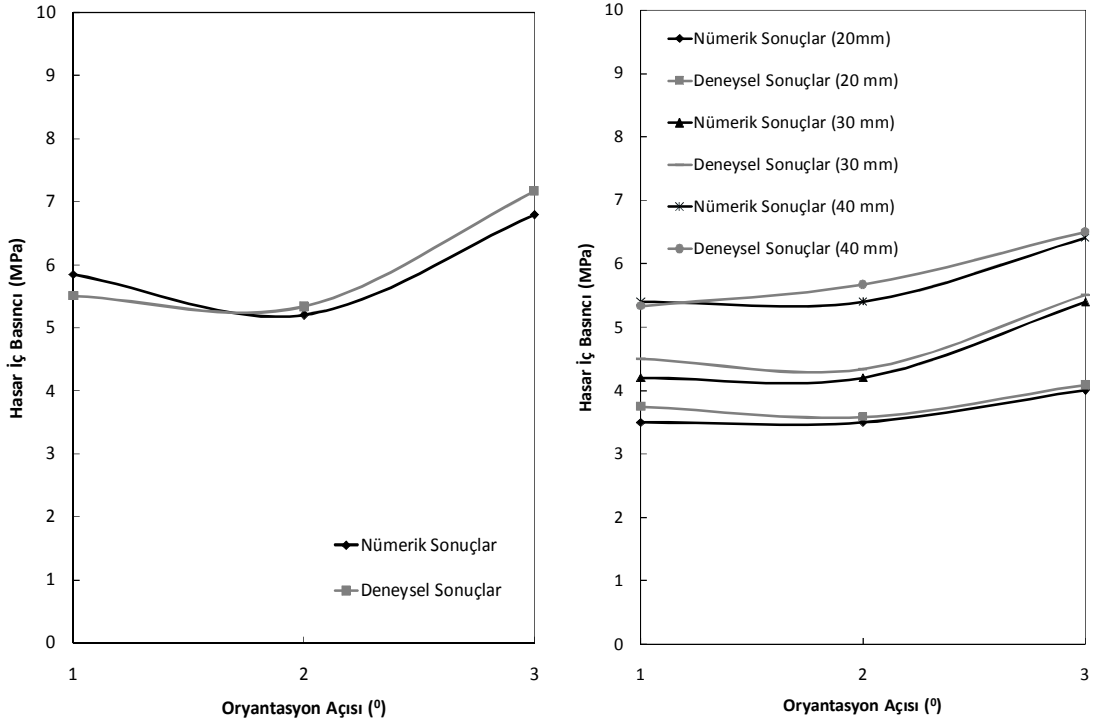 10
9
8
7
6
5
4
3
2
1
0
Hasar İç Basıncı (MPa)
Nümerik Sonuçlar
Deneysel Sonuçlar
1 2 3
Oryantasyon Açısı (⁰)
10
9
8
7
6
5
4
3
2
1
0
Hasar İç Basıncı (MPa)
Nümerik Sonuçlar (20mm)
Deneysel Sonuçlar (20 mm)
Nümerik Sonuçlar (30 mm)
Deneysel Sonuçlar (30 mm)
Nümerik Sonuçlar (40 mm)
Deneysel Sonuçlar (40 mm)
1 2 3
Oryantasyon Açısı (⁰)